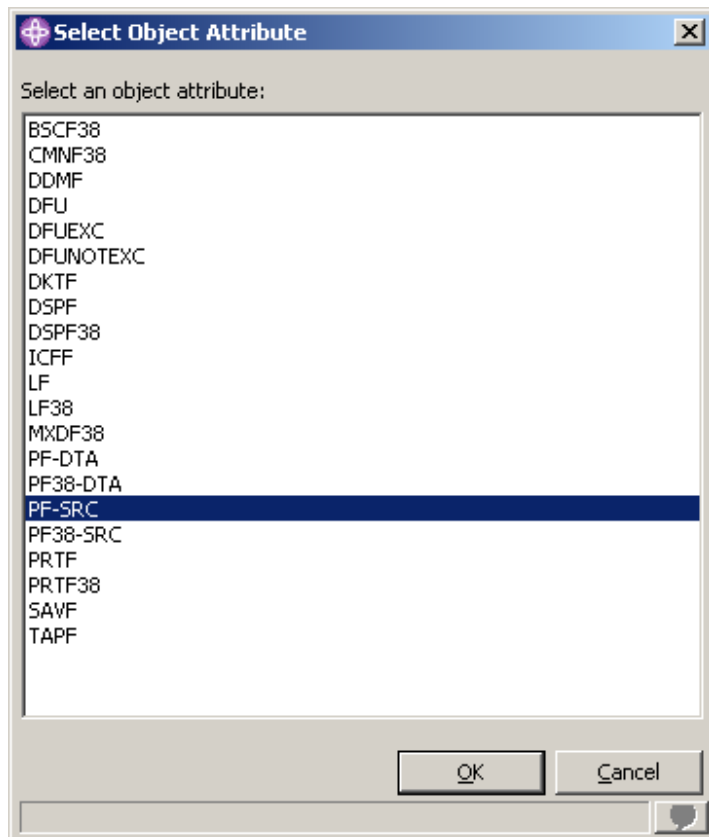 Select Object Attribute
Select an object attribute:
BSCF38
CMNF38
DDMF
DFU
DFUEXC
DFUNOTEXC
DKTF
DSPF
DSPF38
ICFF
LF
LF38
MXDF38
PF-DTA
PF38-DTA
PF-SRC
PF38-SRC
PRTF
PRTF38
SAVF
TAPF
OK Cancel